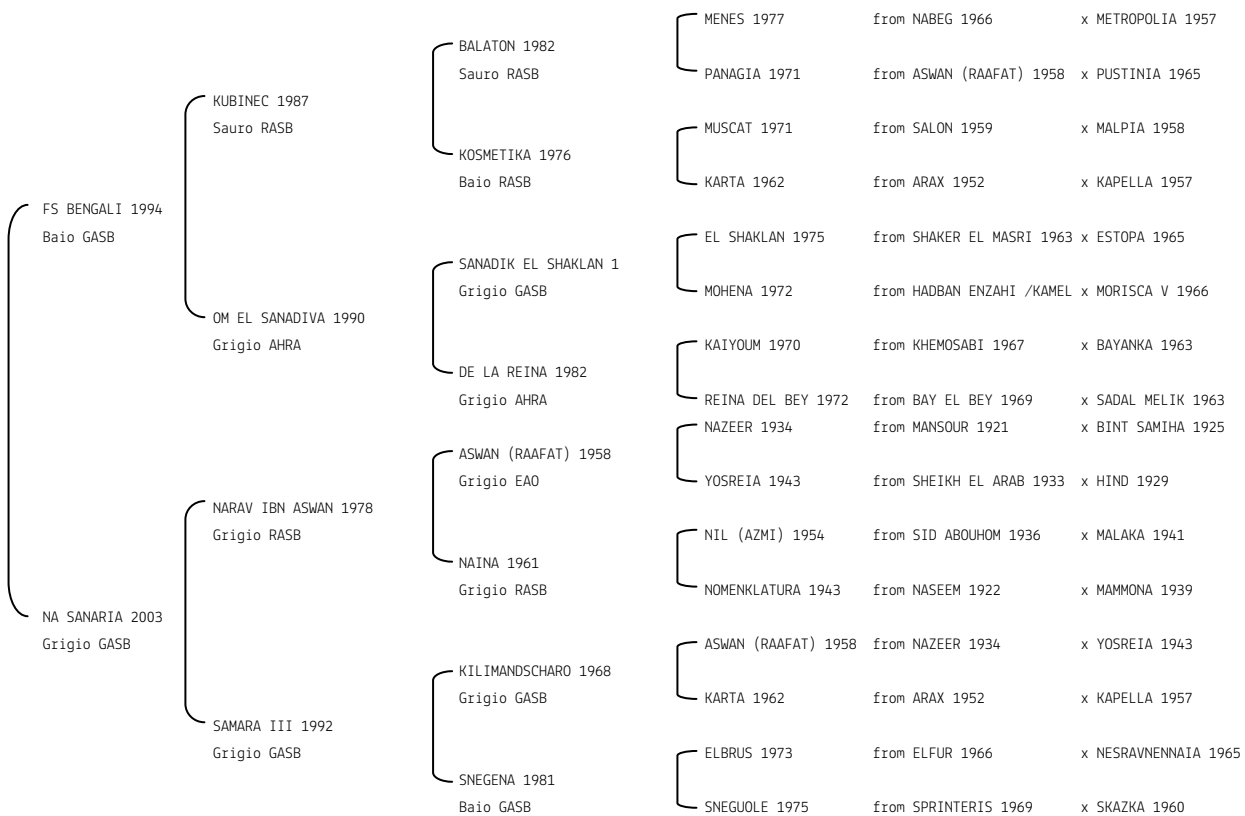 MENES 1977 from NABEG 1966 x METROPOLIA 1957
BALATON 1982
Sauro RASB
PANAGIA 1971 from ASWAN (RAAFAT) 1958 x PUSTINIA 1965
KUBINEC 1987
Sauro RASB
MUSCAT 1971 from SALON 1959 x MALPIA 1958
KOSMETIKA 1976
Baio RASB
KARTA 1962 from ARAX 1952 x KAPELLA 1957
FS BENGALI 1994
Baio GASB
EL SHAKLAN 1975 from SHAKER EL MASRI 1963 x ESTOPA 1965
SANADIK EL SHAKLAN 1
Grigio GASB
MOHENA 1972 from HADBAN ENZAHI /KAMEL x MORISCA V 1966
OM EL SANADIVA 1990
Grigio AHRA
KAIYOUM 1970 from KHEMOSABI 1967 x BAYANKA 1963
DE LA REINA 1982
Grigio AHRA
REINA DEL BEY 1972 from BAY EL BEY 1969 x SADAL MELIK 1963
NAZEER 1934 from MANSOUR 1921 x BINT SAMIHA 1925
ASWAN (RAAFAT) 1958
Grigio EAO
YOSREIA 1943 from SHEIKH EL ARAB 1933 x HIND 1929
NARAV IBN ASWAN 1978
Grigio RASB
NIL (AZMI) 1954 from SID ABOUHOM 1936 x MALAKA 1941
NAINA 1961
Grigio RASB
NOMENKLATURA 1943 from NASEEM 1922 x MAMMONA 1939
NA SANARIA 2003
Grigio GASB
ASWAN (RAAFAT) 1958 from NAZEER 1934 x YOSREIA 1943
KILIMANDSCHARO 1968
Grigio GASB
KARTA 1962 from ARAX 1952 x KAPELLA 1957
SAMARA III 1992
Grigio GASB
ELBRUS 1973 from ELFUR 1966 x NESRAVNENNAIA 1965
SNEGENA 1981
Baio GASB
SNEGUOLE 1975 from SPRINTERIS 1969 x SKAZKA 1960